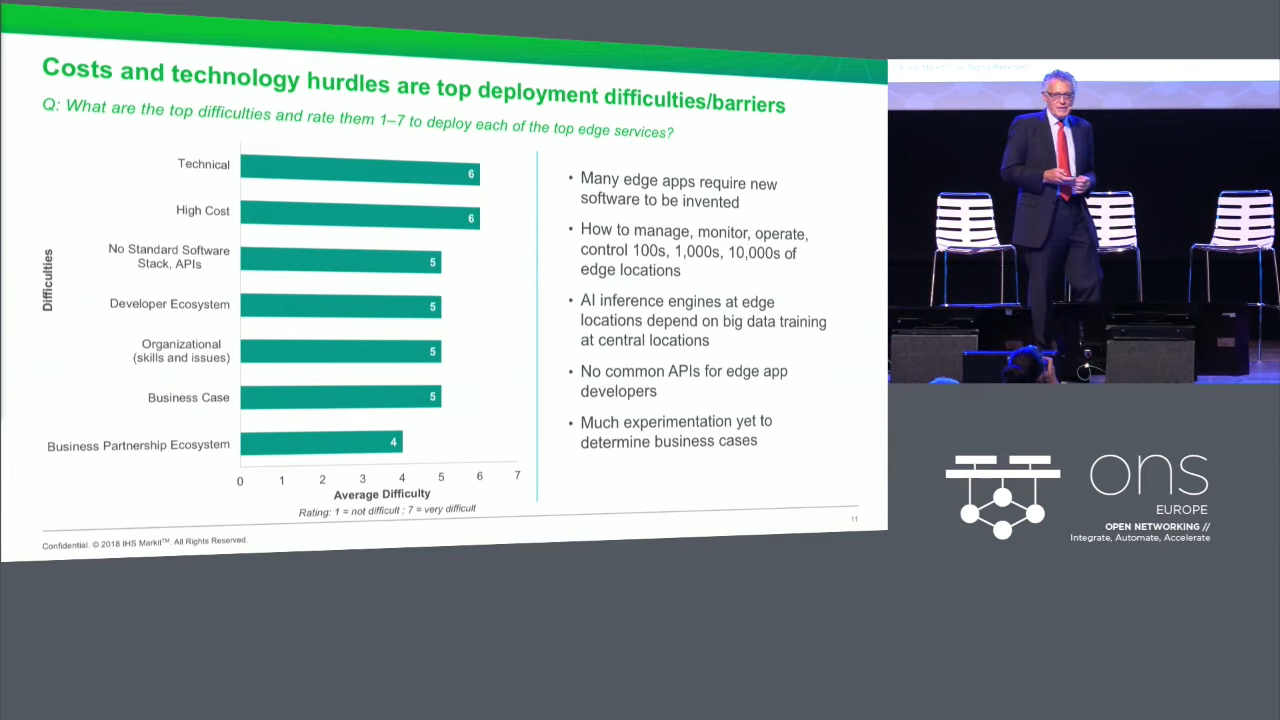 Costs and technology hurdles are top deployment difficulties/barriers
Q: What are the top difficulties and rate them 1–7 to deploy each of the top edge services?
Difficulties
Technical
6
High Cost
6
No Standard Software
Stack, APIs
5
Developer Ecosystem
5
Organizational
(skills and issues)
5
Business Case
5
Business Partnership Ecosystem
4
0 1 2 3 4 5 6 7
Average Difficulty
Rating: 1 = not difficult ; 7 = very difficult
• Many edge apps require new
software to be invented
• How to manage, monitor, operate,
control 100s, 1,000s, 10,000s of
edge locations
• AI inference engines at edge
locations depend on big data training
at central locations
• No common APIs for edge app
developers
• Much experimentation yet to
determine business cases
11
Confidential. © 2018 IHS Markit™. All Rights Reserved.
ons
EUROPE
OPEN NETWORKING //
Integrate, Automate, Accelerate